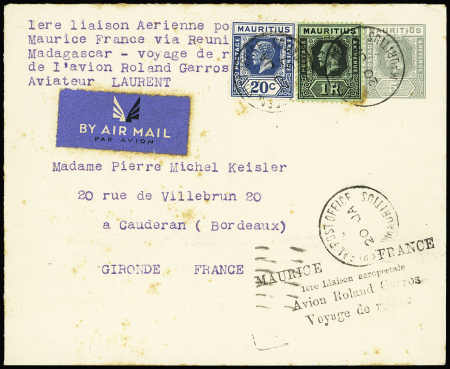 1ere liaison Aerienne po
Maurice France via Reuni
Madagascar - voyage de r
de l'avion Roland Garros
Aviateur LAURENT
MAURITIUS
20c
MAURITIUS
1R
BY AIR MAIL
PAR AVION
Madame Pierre Michel Keisler
20 rue de Villebrun 20
a Cauderan ( Bordeaux)
GIRONDE FRANCE
POST OFFICE MAURITIUS
20 JA
MAURICE FRANCE
1ere Liaison aeropostale
Avion Roland Garros
Voyage de